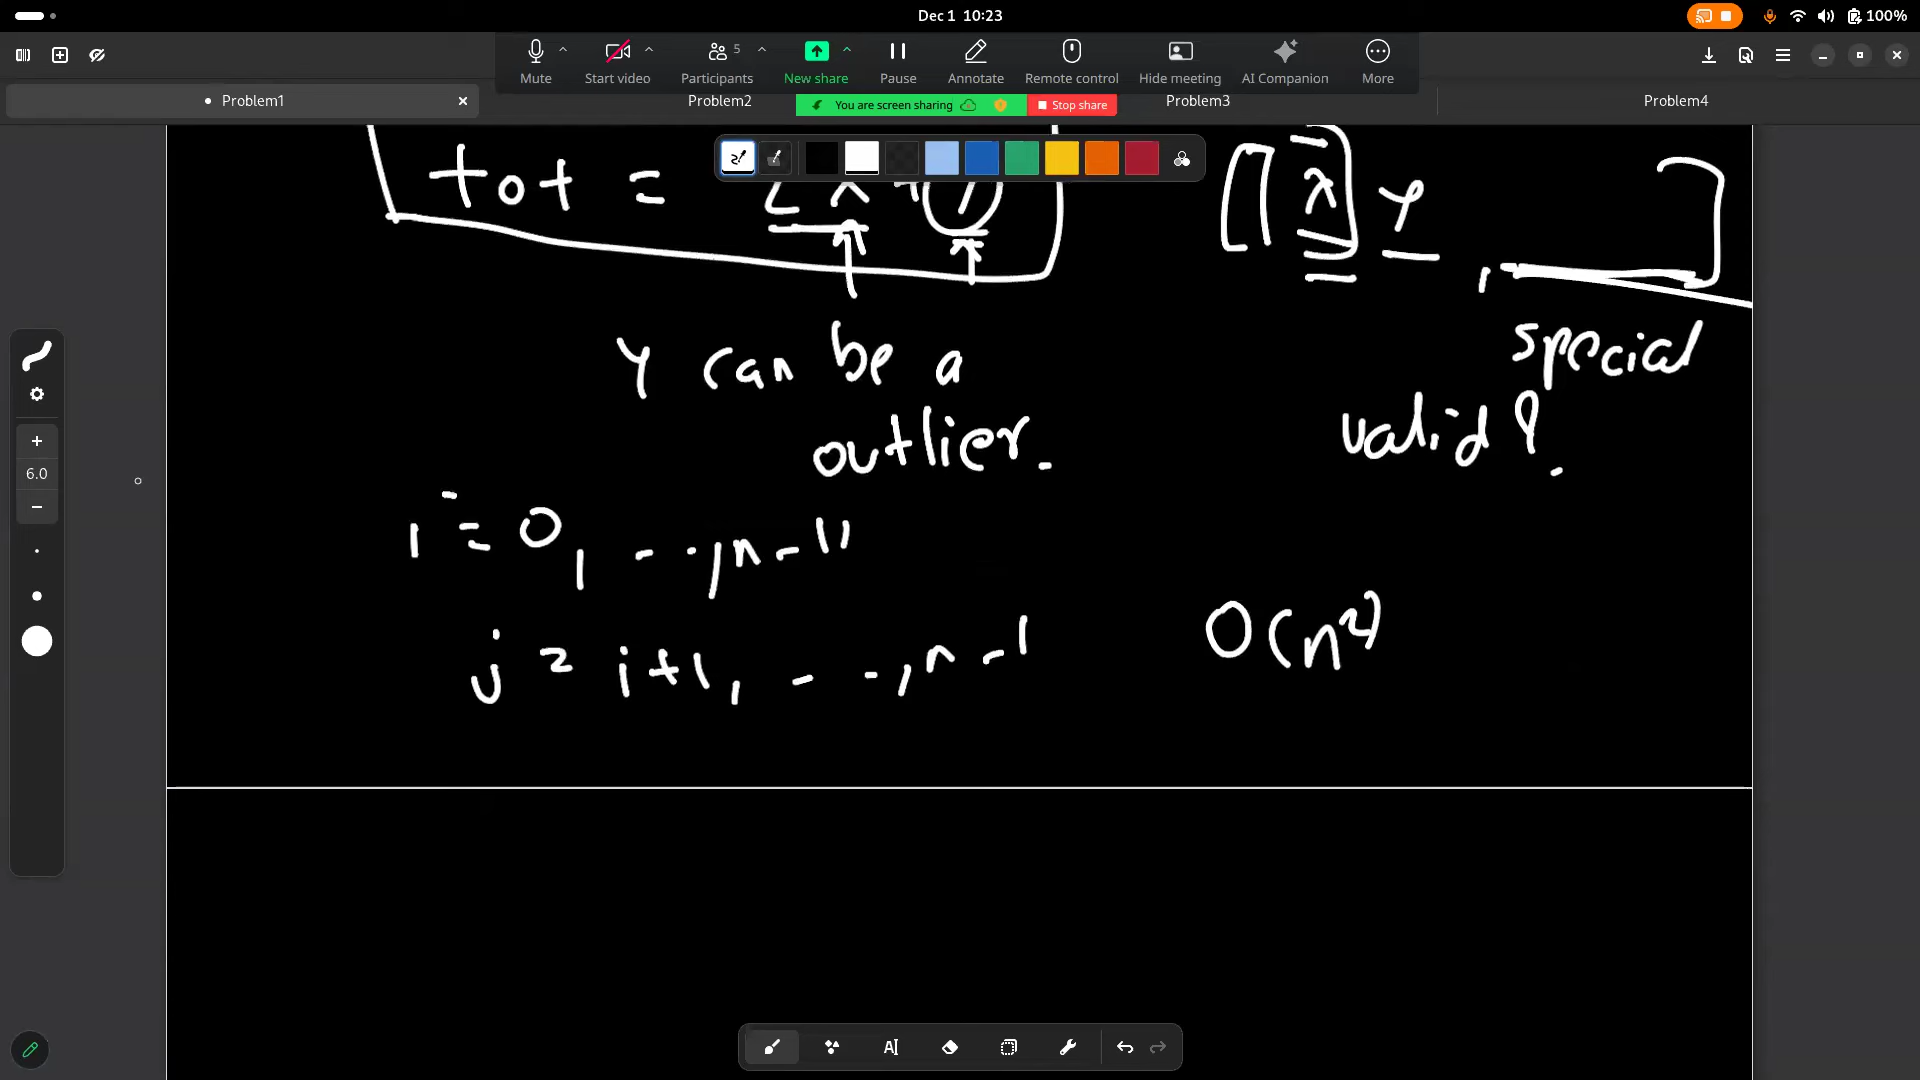 Dec 1 10:23
Mute
Start video
5
Participants
New share
Pause
Annotate
Remote control
Hide meeting
AI Companion
More
100%
Problem1
Problem2
You are screen sharing
Stop share
Problem3
Problem4
tot = 2x + y
[ [ x ] y , ]
y can be a
outlier.
special
valid ?
6.0
i = 0, - ., n - 1,
j = i + 1, - ., n - 1
O(n²)